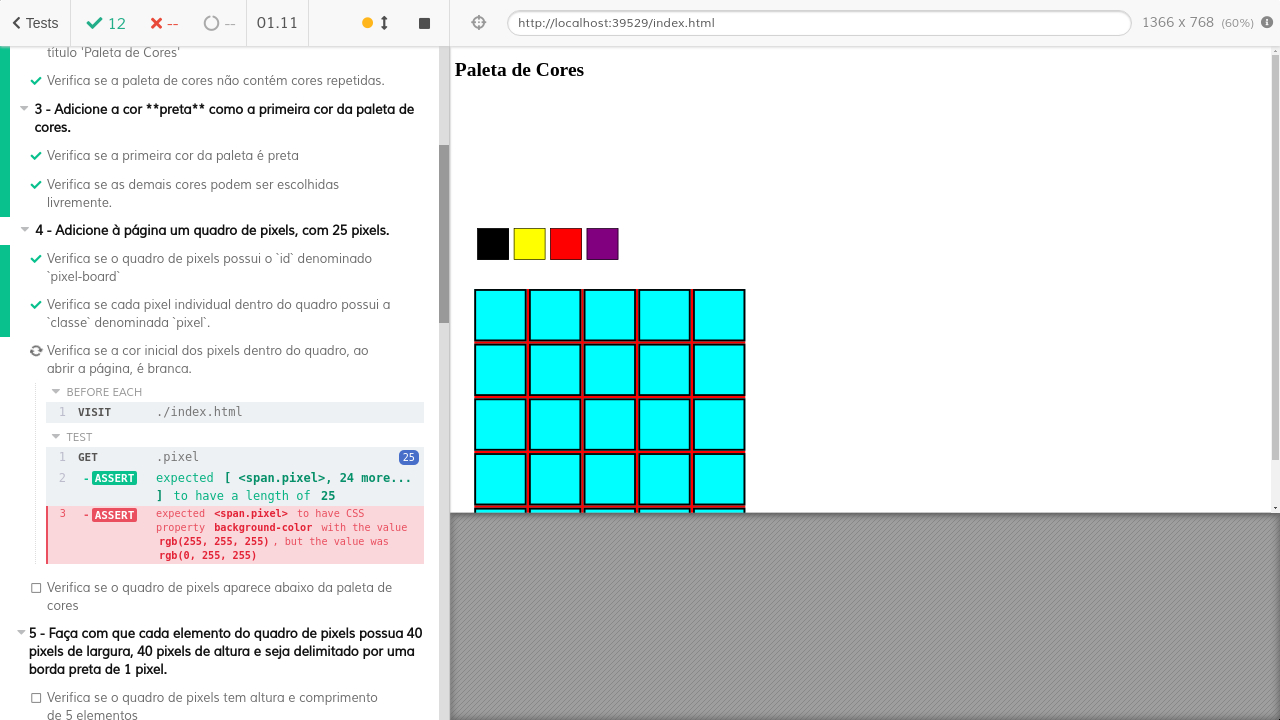 Tests
12
--
--
01.11
http://localhost:39529/index.html
1366 x 768 (60%)
título 'Paleta de Cores'
Verifica se a paleta de cores não contém cores repetidas.
3 - Adicione a cor **preta** como a primeira cor da paleta de
cores.
Verifica se a primeira cor da paleta é preta
Verifica se as demais cores podem ser escolhidas
livremente.
4 - Adicione à página um quadro de pixels, com 25 pixels.
Verifica se o quadro de pixels possui o `id` denominado
`pixel-board`
Verifica se cada pixel individual dentro do quadro possui a
`classe` denominada `pixel`.
Verifica se a cor inicial dos pixels dentro do quadro, ao
abrir a página, é branca.
BEFORE EACH
1 VISIT ./index.html
TEST
1 GET .pixel 25
2 -ASSERT expected [ <span.pixel>, 24 more...
] to have a length of 25
3 -ASSERT expected <span.pixel> to have CSS
property background-color with the value
rgb(255, 255, 255), but the value was
rgb(0, 255, 255)
Verifica se o quadro de pixels aparece abaixo da paleta de
cores
5 - Faça com que cada elemento do quadro de pixels possua 40
pixels de largura, 40 pixels de altura e seja delimitado por uma
borda preta de 1 pixel.
Verifica se o quadro de pixels tem altura e comprimento
de 5 elementos
Paleta de Cores